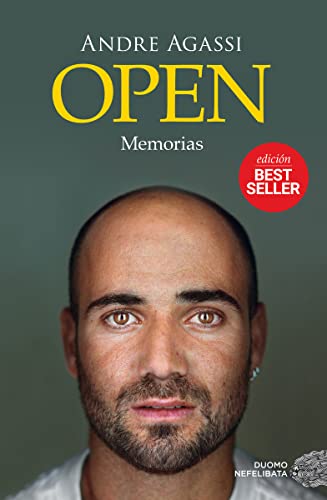 ANDRE AGASSI
OPEN
Memorias
edición
BEST
SELLER
DUOMO
NEFELIBATA